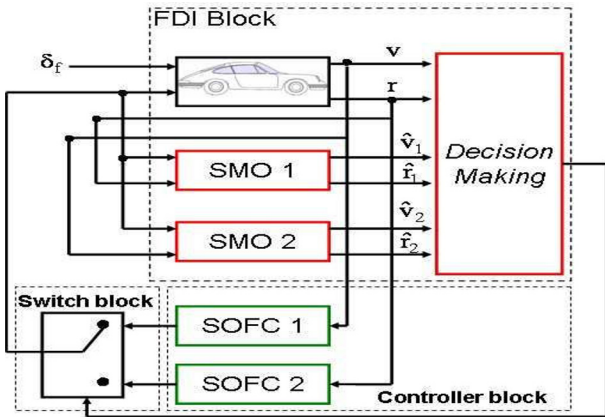 FDI Block
δf
v
r
SMO 1
v̂1
r̂1
Decision
Making
SMO 2
v̂2
r̂2
Switch block
SOFC 1
SOFC 2
Controller block